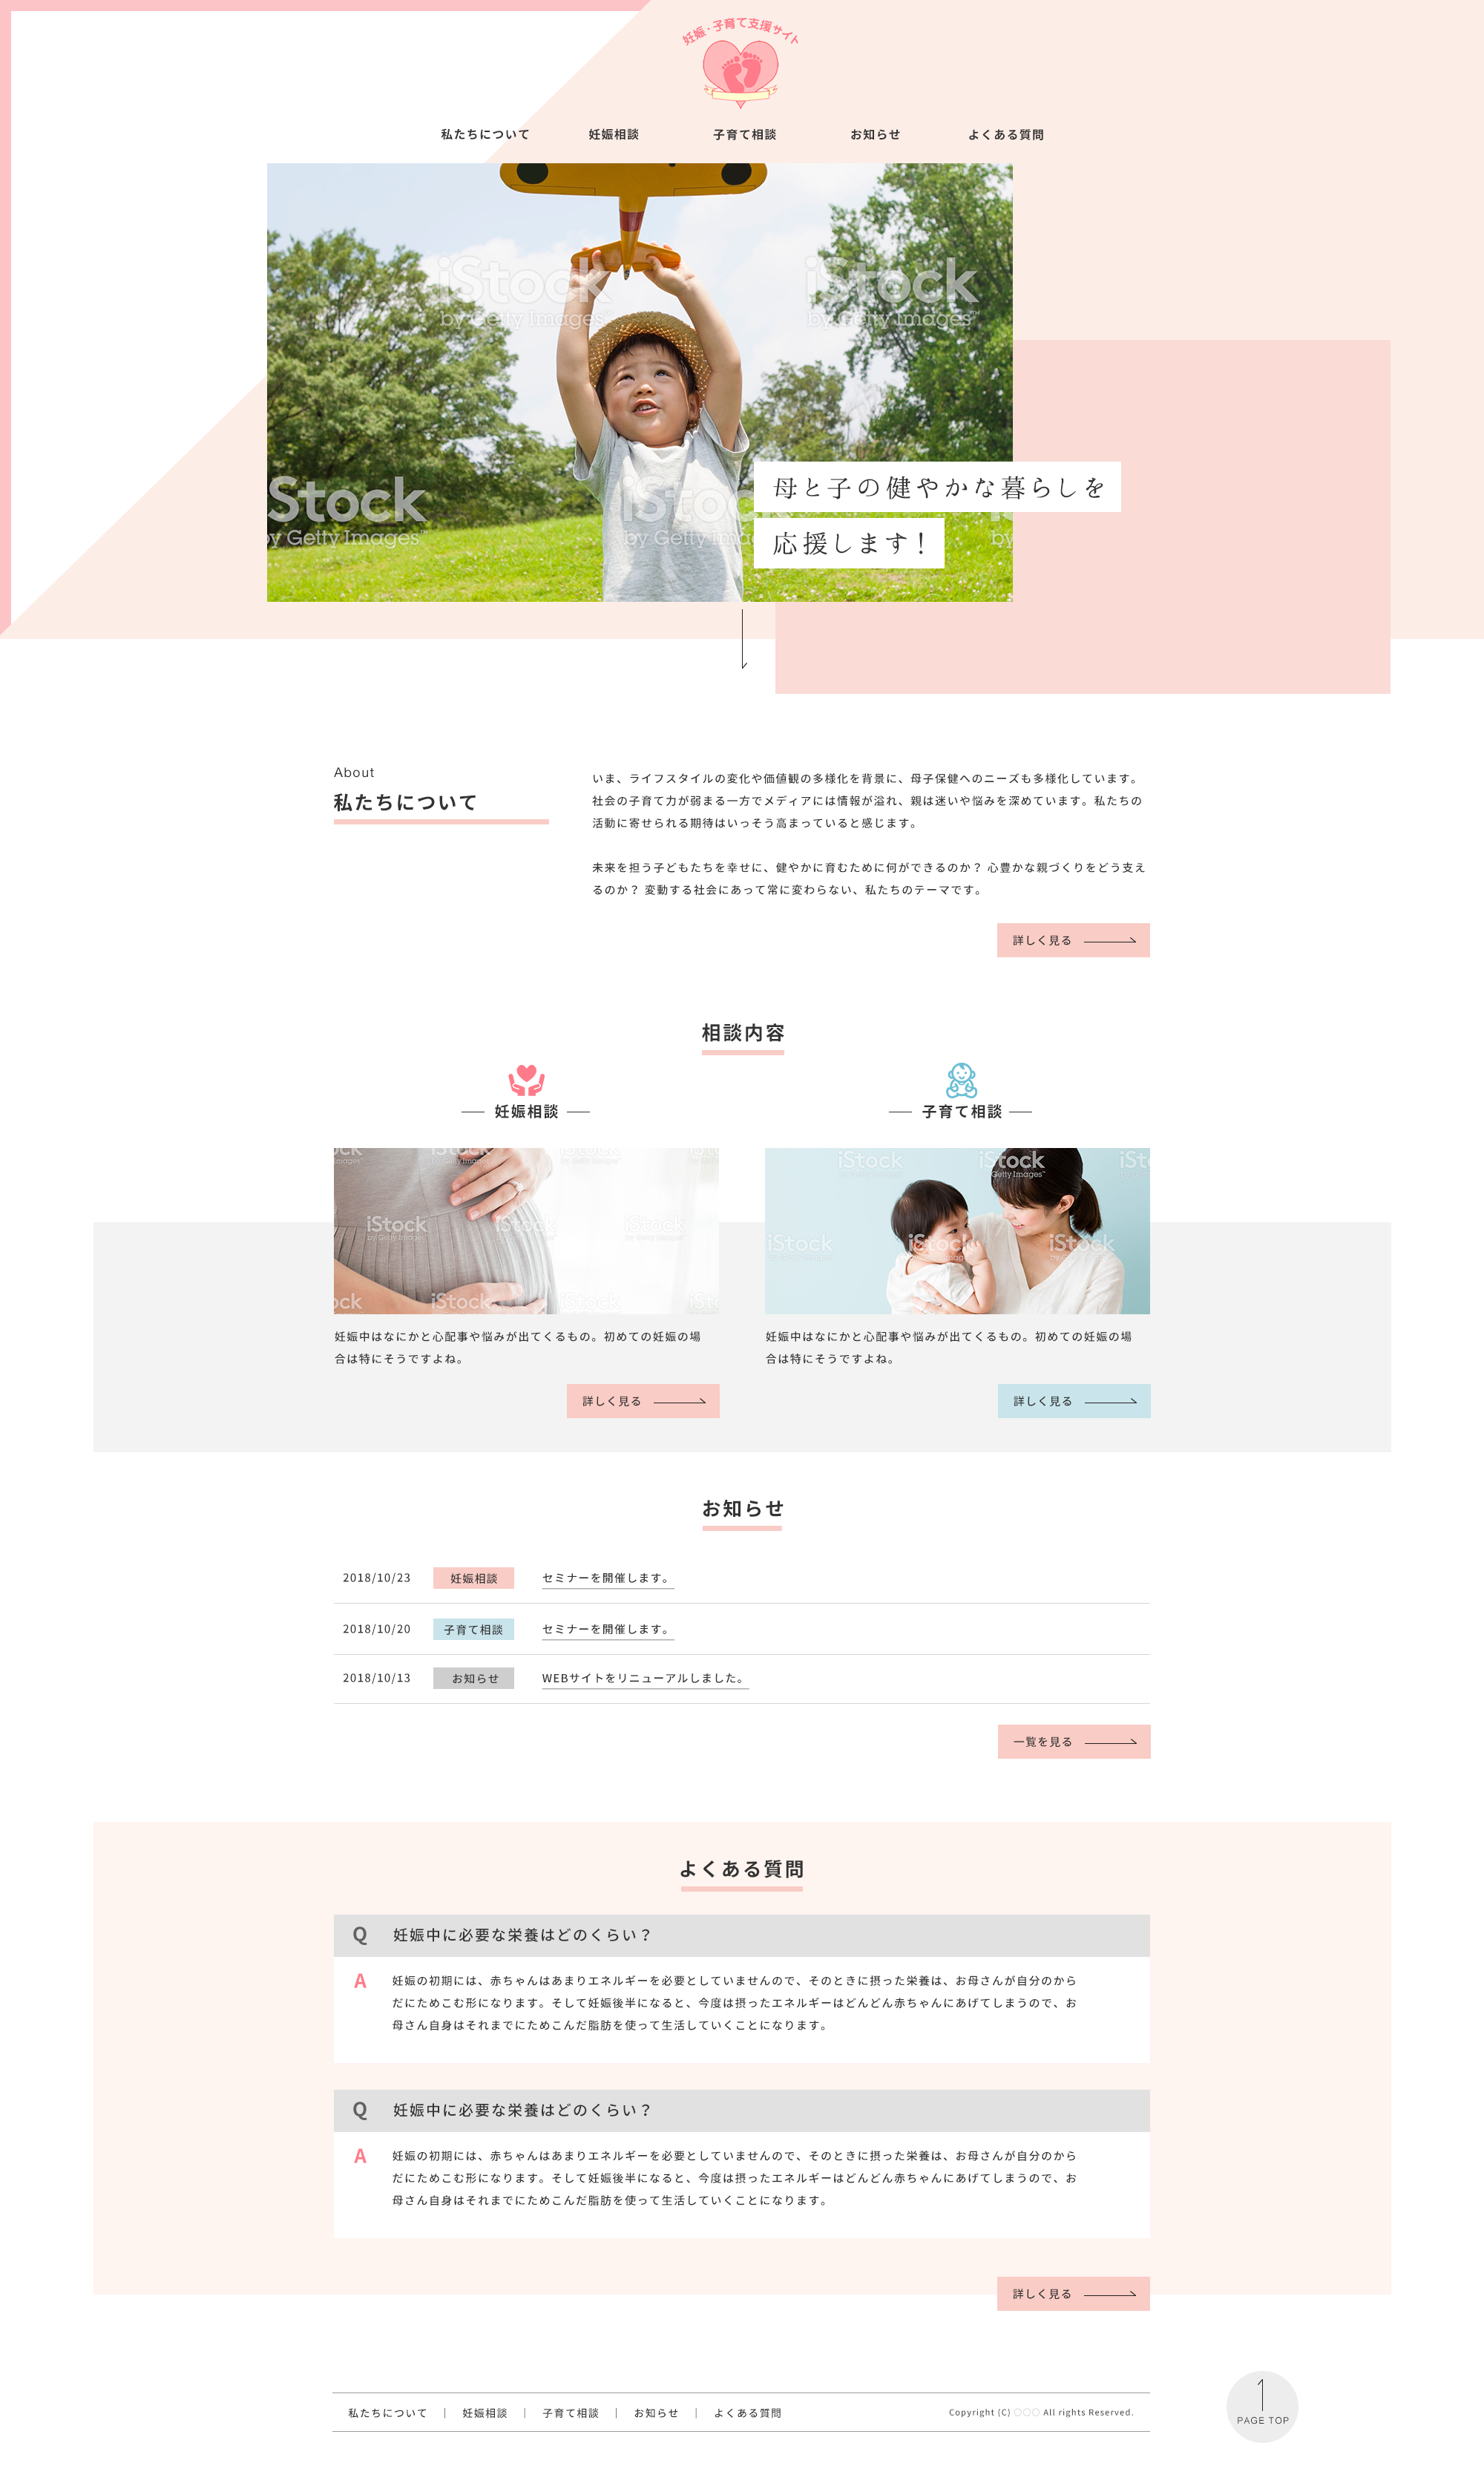 妊娠・子育て支援サイト
私たちについて
妊娠相談
子育て相談
お知らせ
よくある質問
iStock
by Getty Images™
iStock
by Getty Images™
iStock
by Getty Images™
iStock
by Getty Images
母と子の健やかな暮らしを
応援します！
About
私たちについて
いま、ライフスタイルの変化や価値観の多様化を背景に、母子保健へのニーズも多様化しています。
社会の子育て力が弱まる一方でメディアには情報が溢れ、親は迷いや悩みを深めています。私たちの
活動に寄せられる期待はいっそう高まっていると感じます。
未来を担う子どもたちを幸せに、健やかに育むために何ができるのか？ 心豊かな親づくりをどう支え
るのか？ 変動する社会にあって常に変わらない、私たちのテーマです。
詳しく見る
相談内容
妊娠相談
子育て相談
妊娠中はなにかと心配事や悩みが出てくるもの。初めての妊娠の場
合は特にそうですよね。
詳しく見る
妊娠中はなにかと心配事や悩みが出てくるもの。初めての妊娠の場
合は特にそうですよね。
詳しく見る
お知らせ
2018/10/23 妊娠相談 セミナーを開催します。
2018/10/20 子育て相談 セミナーを開催します。
2018/10/13 お知らせ WEBサイトをリニューアルしました。
一覧を見る
よくある質問
Q 妊娠中に必要な栄養はどのくらい？
A 妊娠の初期には、赤ちゃんはあまりエネルギーを必要としていませんので、そのときに摂った栄養は、お母さんが自分のから
だにためこむ形になります。そして妊娠後半になると、今度は摂ったエネルギーはどんどん赤ちゃんにあげてしまうので、お
母さん自身はそれまでにためこんだ脂肪を使って生活していくことになります。
Q 妊娠中に必要な栄養はどのくらい？
A 妊娠の初期には、赤ちゃんはあまりエネルギーを必要としていませんので、そのときに摂った栄養は、お母さんが自分のから
だにためこむ形になります。そして妊娠後半になると、今度は摂ったエネルギーはどんどん赤ちゃんにあげてしまうので、お
母さん自身はそれまでにためこんだ脂肪を使って生活していくことになります。
詳しく見る
私たちについて | 妊娠相談 | 子育て相談 | お知らせ | よくある質問
Copyright (C) 〇〇〇 All rights Reserved.
PAGE TOP